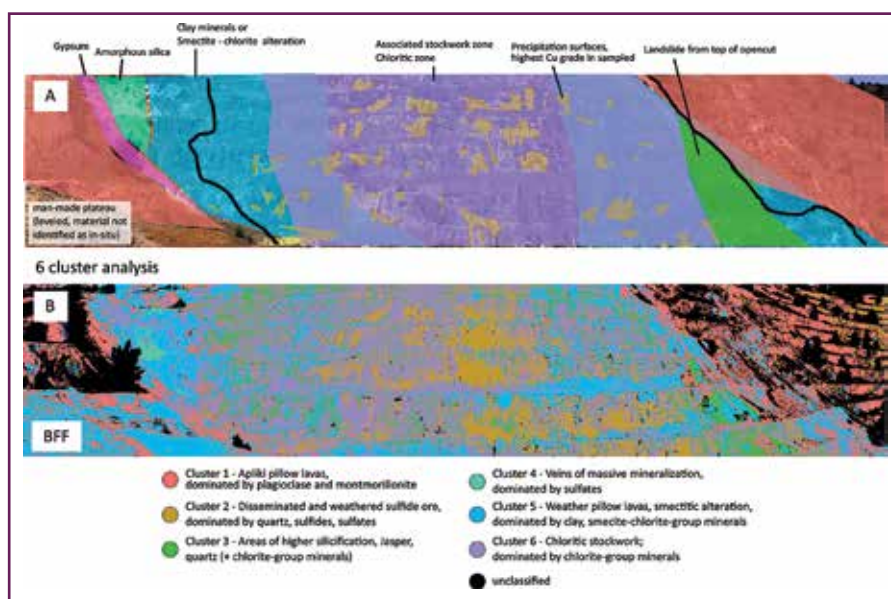 Clay minerals or
Smectite - chlorite alteration
Gypsum
Amorphous silica
Associated stockwork zone
Chloritic zone
Precipitation surfaces,
highest Cu grade in sampled
Landslide from top of opencut
A
man-made plateau
(leveled, material not
identified as in-situ)
6 cluster analysis
B
BFF
Cluster 1 - Apliki pillow lavas,
dominated by plagioclase and montmorillonite
Cluster 2 - Disseminated and weathered sulfide ore,
dominated by quartz, sulfides, sulfates
Cluster 3 - Areas of higher silicification, Jasper,
quartz (+ chlorite-group minerals)
Cluster 4 - Veins of massive mineralization,
dominated by sulfates
Cluster 5 - Weather pillow lavas, smectitic alteration,
dominated by clay, smecite-chlorite-group minerals
Cluster 6 - Chloritic stockwork;
dominated by chlorite-group minerals
unclassified